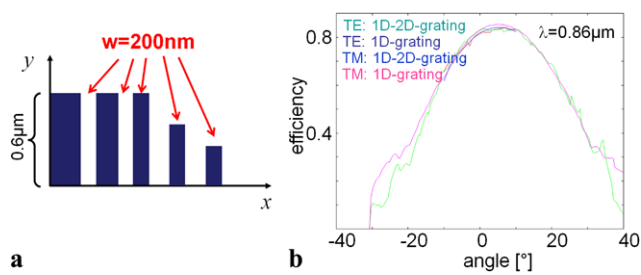 w=200nm
y
0.6μm
x
a
TE: 1D-2D-grating
TE: 1D-grating
TM: 1D-2D-grating
TM: 1D-grating
λ=0.86μm
efficiency
0.8
0.4
-40
-20
0
20
40
angle [°]
b